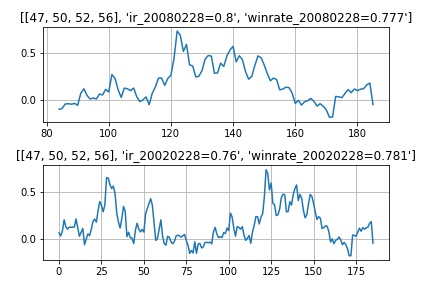 [[47, 50, 52, 56], 'ir_20080228=0.8', 'winrate_20080228=0.777']
0.5
0.0
80 100 120 140 160 180
[[47, 50, 52, 56], 'ir_20020228=0.76', 'winrate_20020228=0.781']
0.5
0.0
0 25 50 75 100 125 150 175